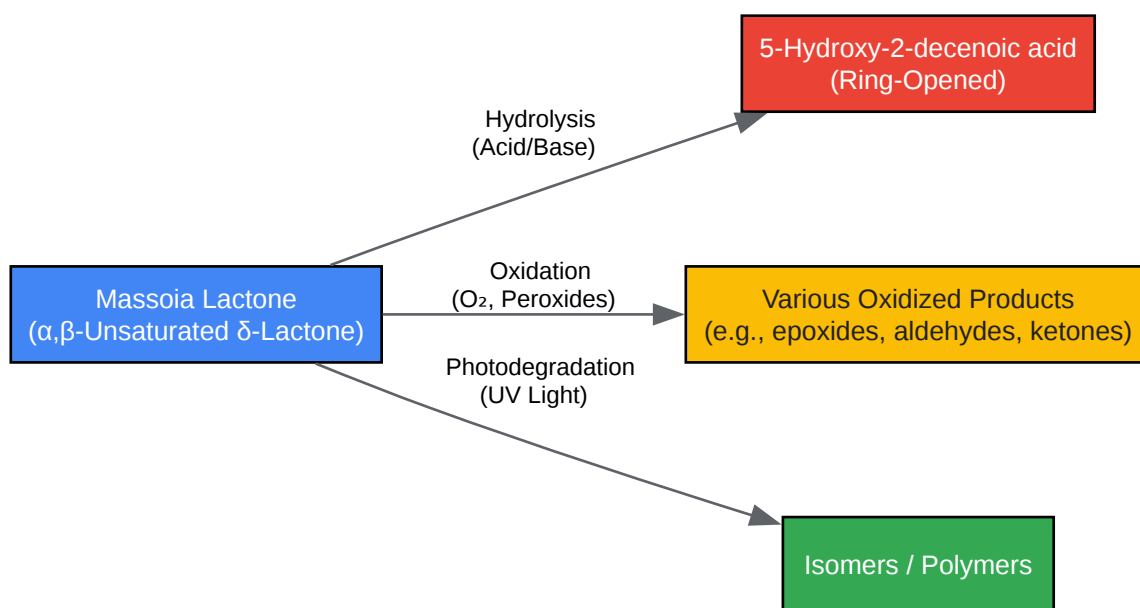 5-Hydroxy-2-decenoic acid
(Ring-Opened)
Hydrolysis
(Acid/Base)
Massoia Lactone
(α,β-Unsaturated δ-Lactone)
Oxidation
(O₂, Peroxides)
Various Oxidized Products
(e.g., epoxides, aldehydes, ketones)
Photodegradation
(UV Light)
Isomers / Polymers